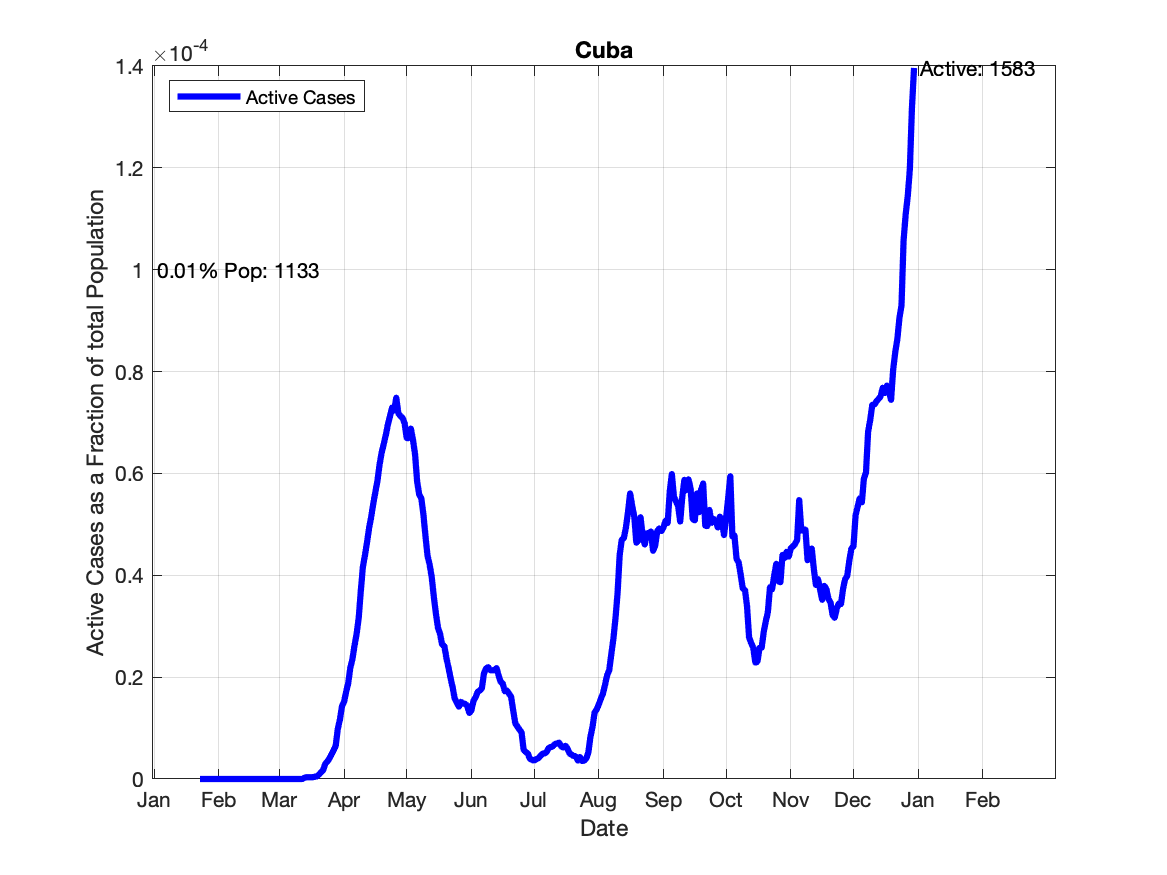 Cuba
×10-4
1.4
1.2
1
0.8
0.6
0.4
0.2
0
Active Cases
Active: 1583
0.01% Pop: 1133
Active Cases as a Fraction of total Population
Jan Feb Mar Apr May Jun Jul Aug Sep Oct Nov Dec Jan Feb
Date